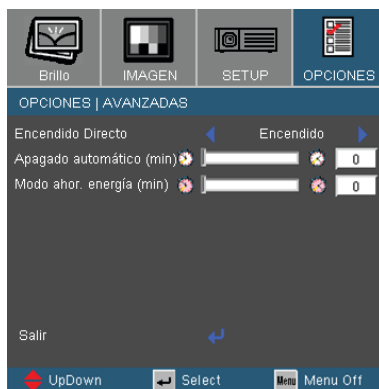 Brillo IMAGEN SETUP OPCIONES
OPCIONES | AVANZADAS
Encendido Directo Encendido
Apagado automático (min) 0
Modo ahor. energía (min) 0
Salir
UpDown Select Menu Menu Off